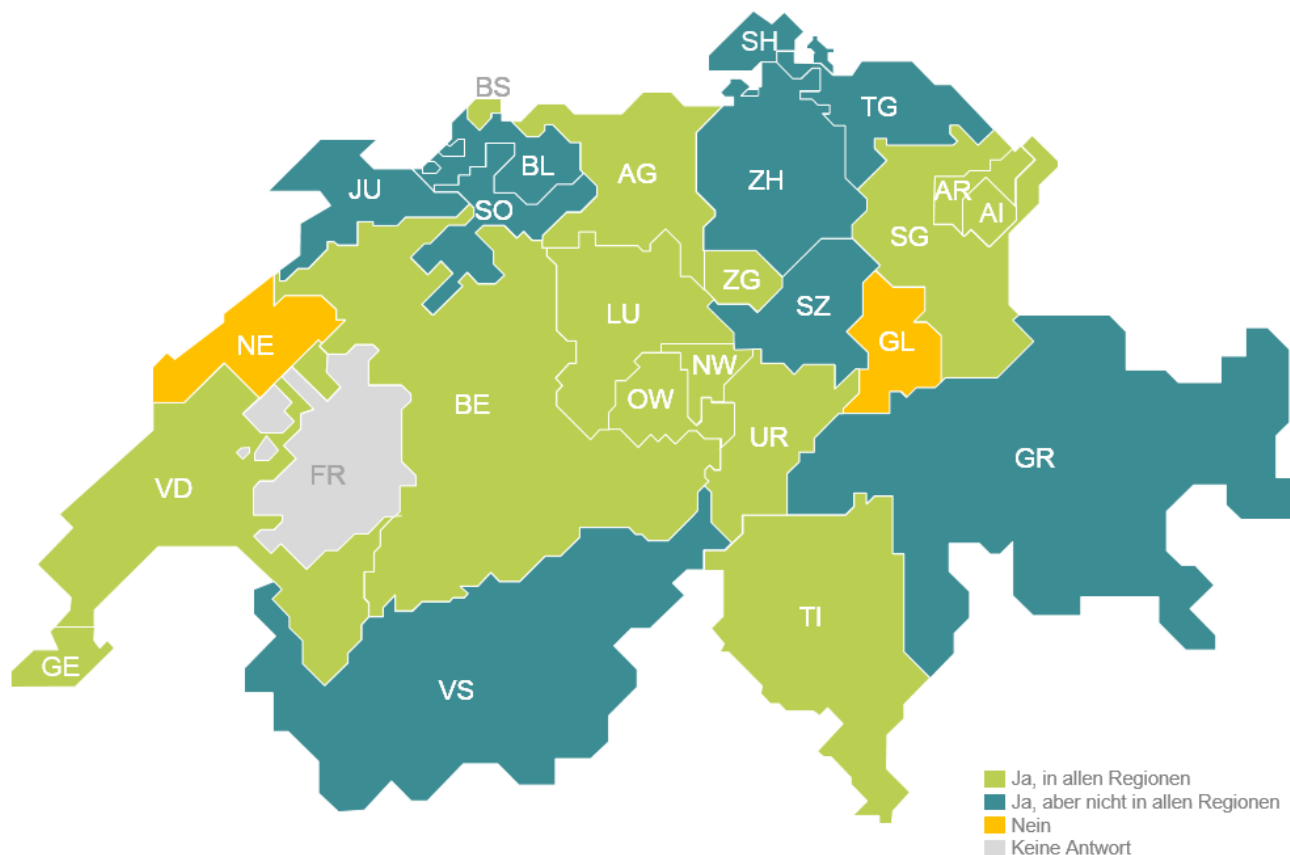 SH
BS
TG
BL
AG
ZH
JU
SO
AR
AI
SG
ZG
SZ
LU
NE
GL
NW
OW
BE
UR
GR
FR
VD
TI
GE
VS
Ja, in allen Regionen
Ja, aber nicht in allen Regionen
Nein
Keine Antwort